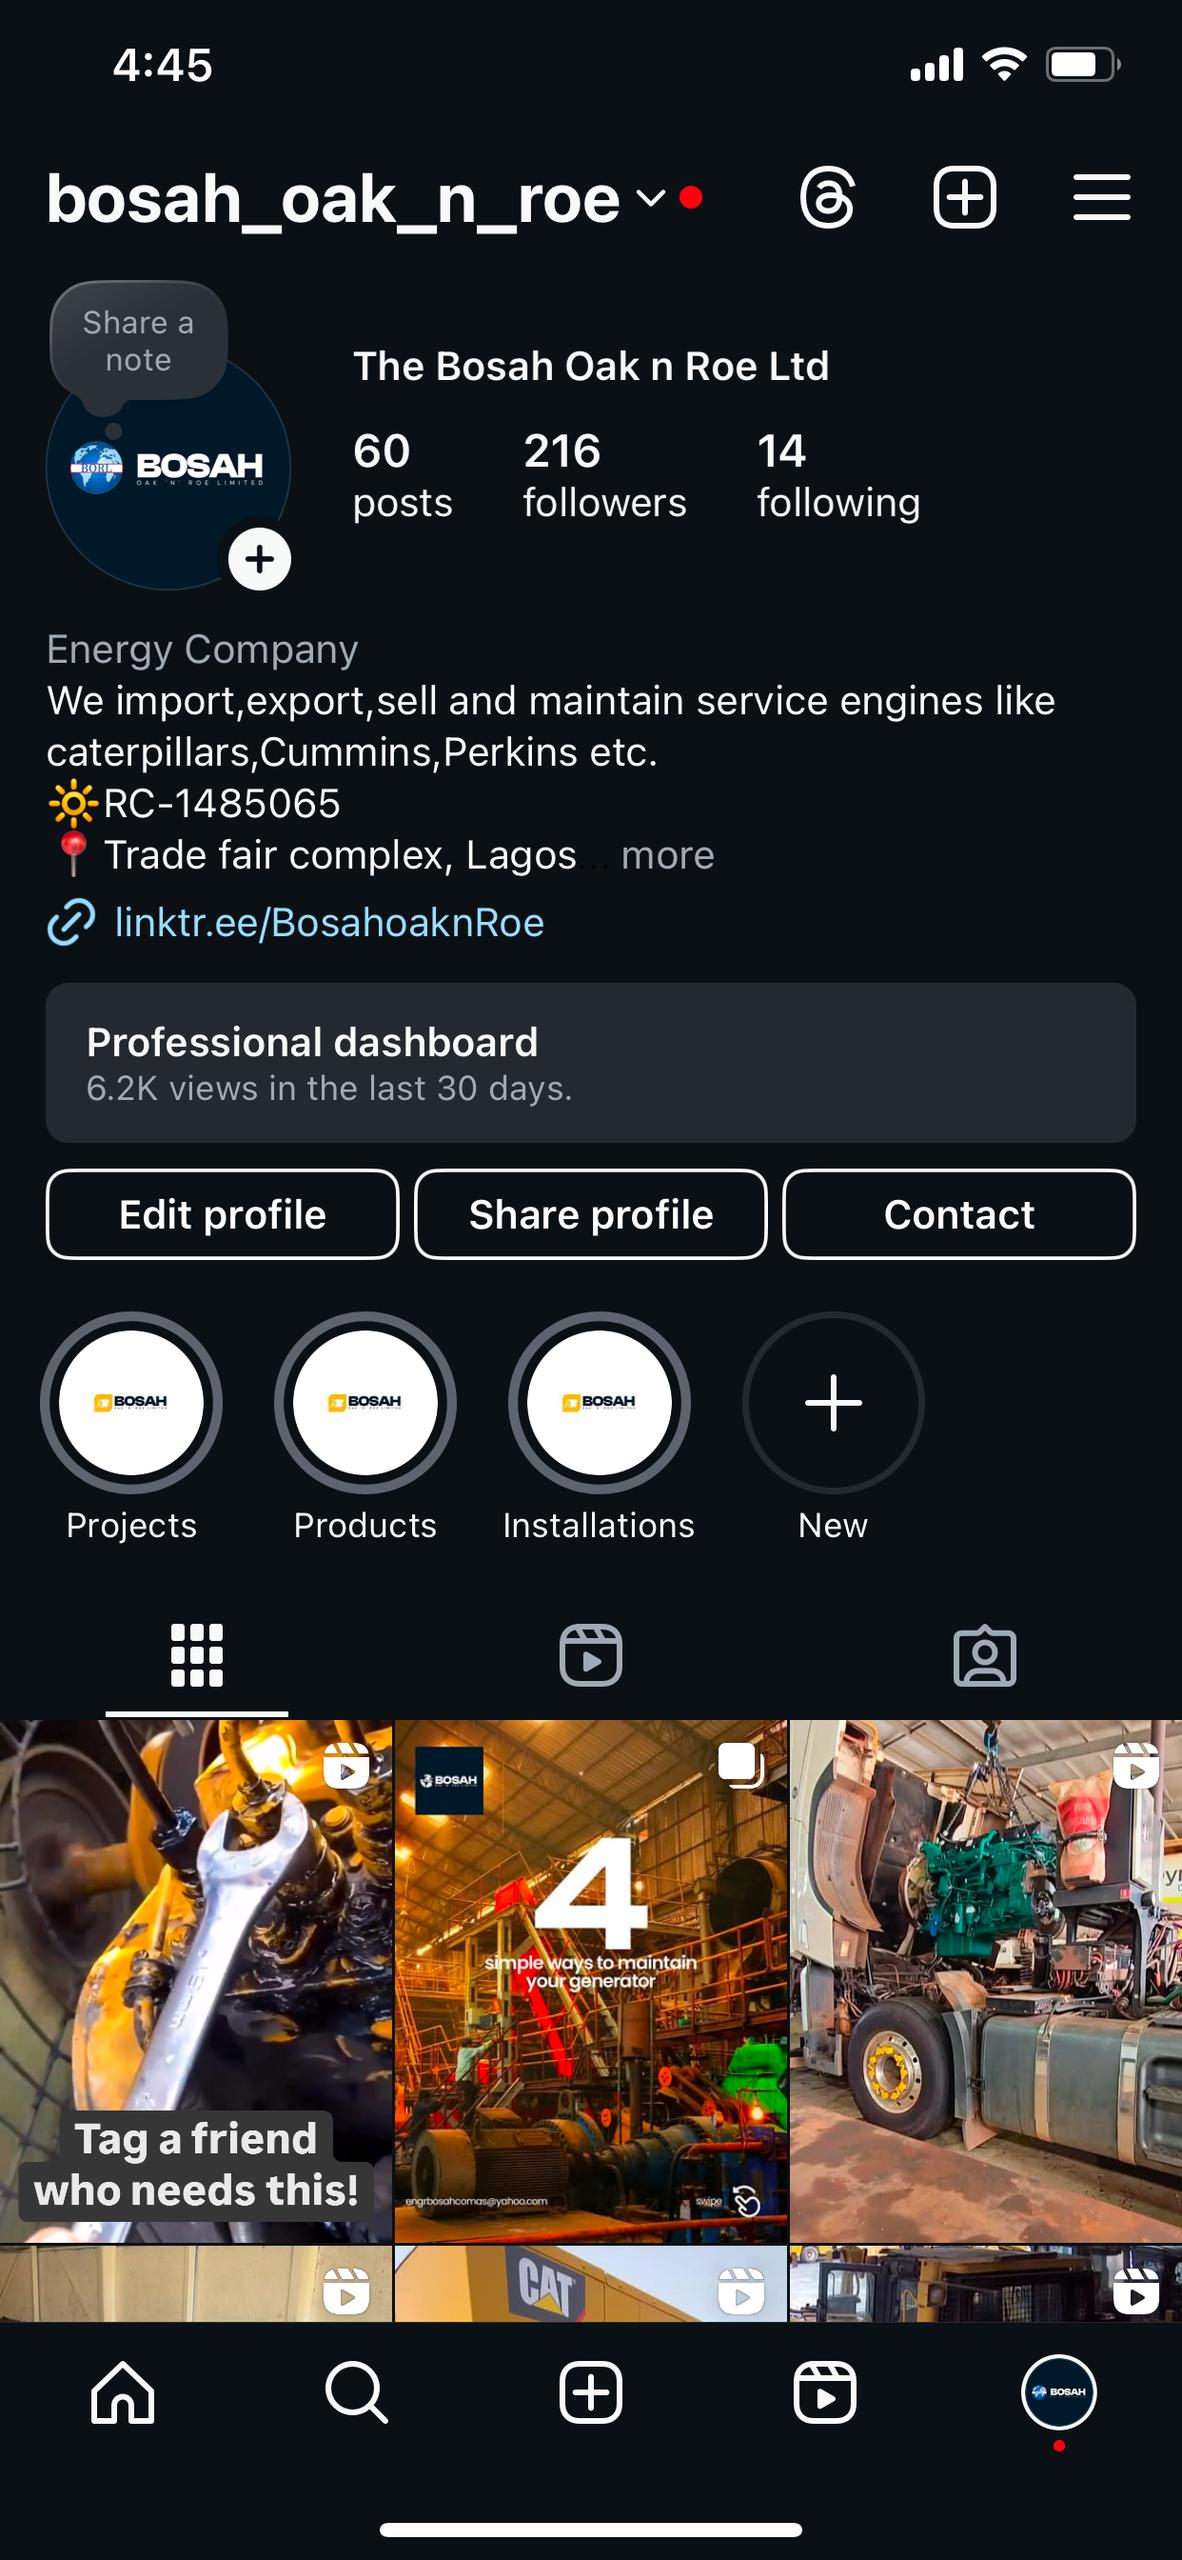 4:45
bosah_oak_n_roe
Share a
note
BORL
BOSAH
OAK 'N' ROE LIMITED
The Bosah Oak n Roe Ltd
60
posts
216
followers
14
following
Energy Company
We import,export,sell and maintain service engines like
caterpillars,Cummins,Perkins etc.
🔆RC-1485065
📍Trade fair complex, Lagos... more
linktr.ee/BosahoaknRoe
Professional dashboard
6.2K views in the last 30 days.
Edit profile
Share profile
Contact
BOSAH
BOSAH
BOSAH
Projects
Products
Installations
New
Tag a friend
who needs this!
BOSAH
4
simple ways to maintain
your generator
engrbosahcomas@yahoo.com
swipe
CAT
BOSAH